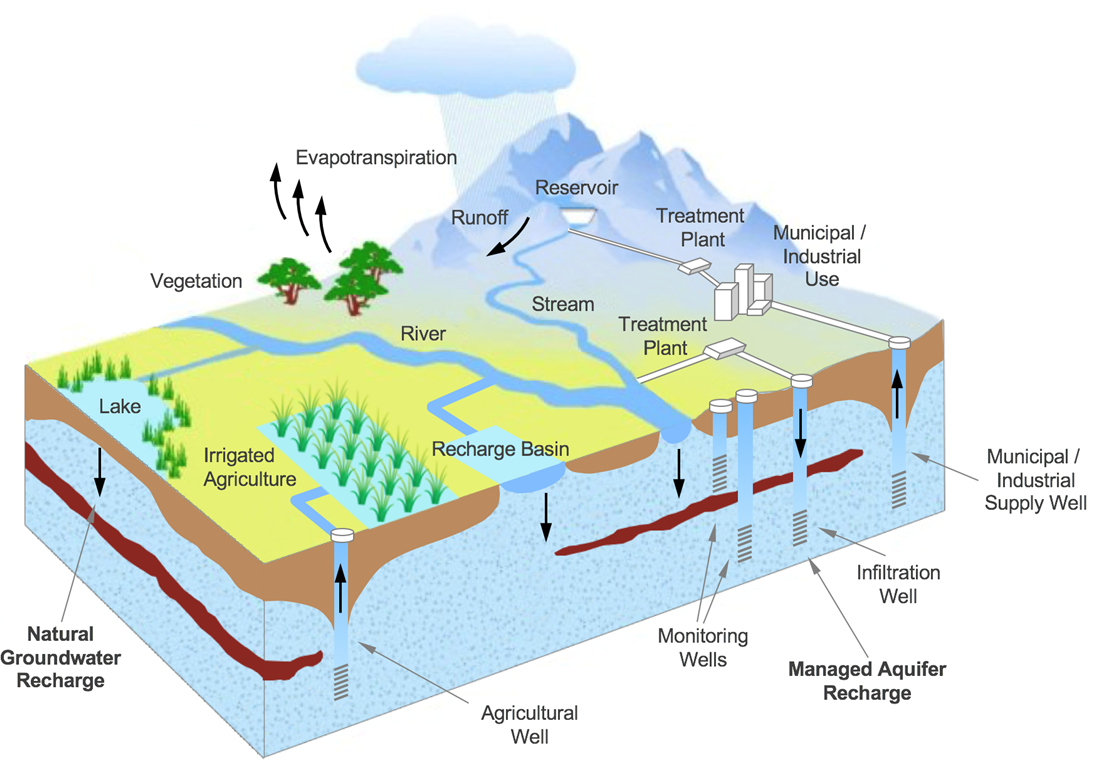 Evapotranspiration
Reservoir
Runoff
Treatment
Plant
Municipal /
Industrial
Use
Vegetation
Stream
River
Treatment
Plant
Lake
Irrigated
Agriculture
Recharge Basin
Municipal /
Industrial
Supply Well
Infiltration
Well
Natural
Groundwater
Recharge
Monitoring
Wells
Managed Aquifer
Recharge
Agricultural
Well